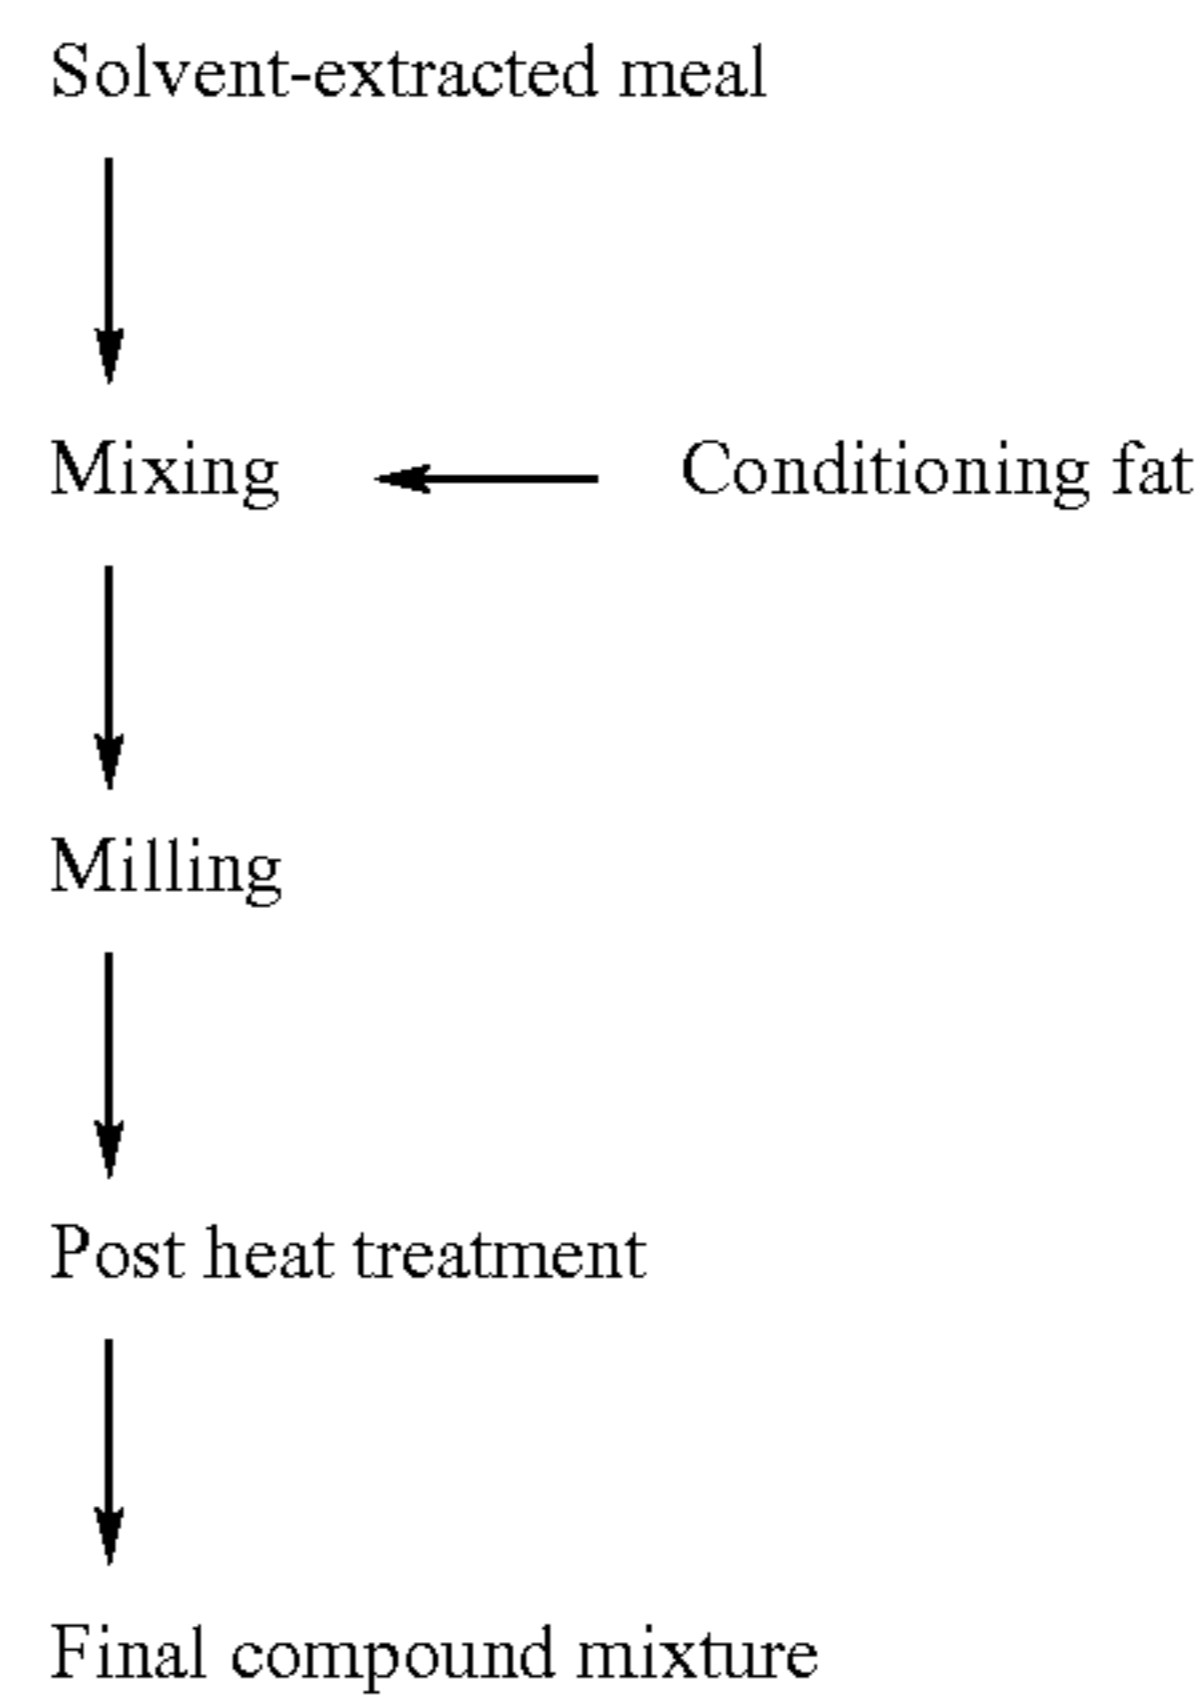 Solvent-extracted meal
Mixing
Conditioning fat
Milling
Post heat treatment
Final compound mixture